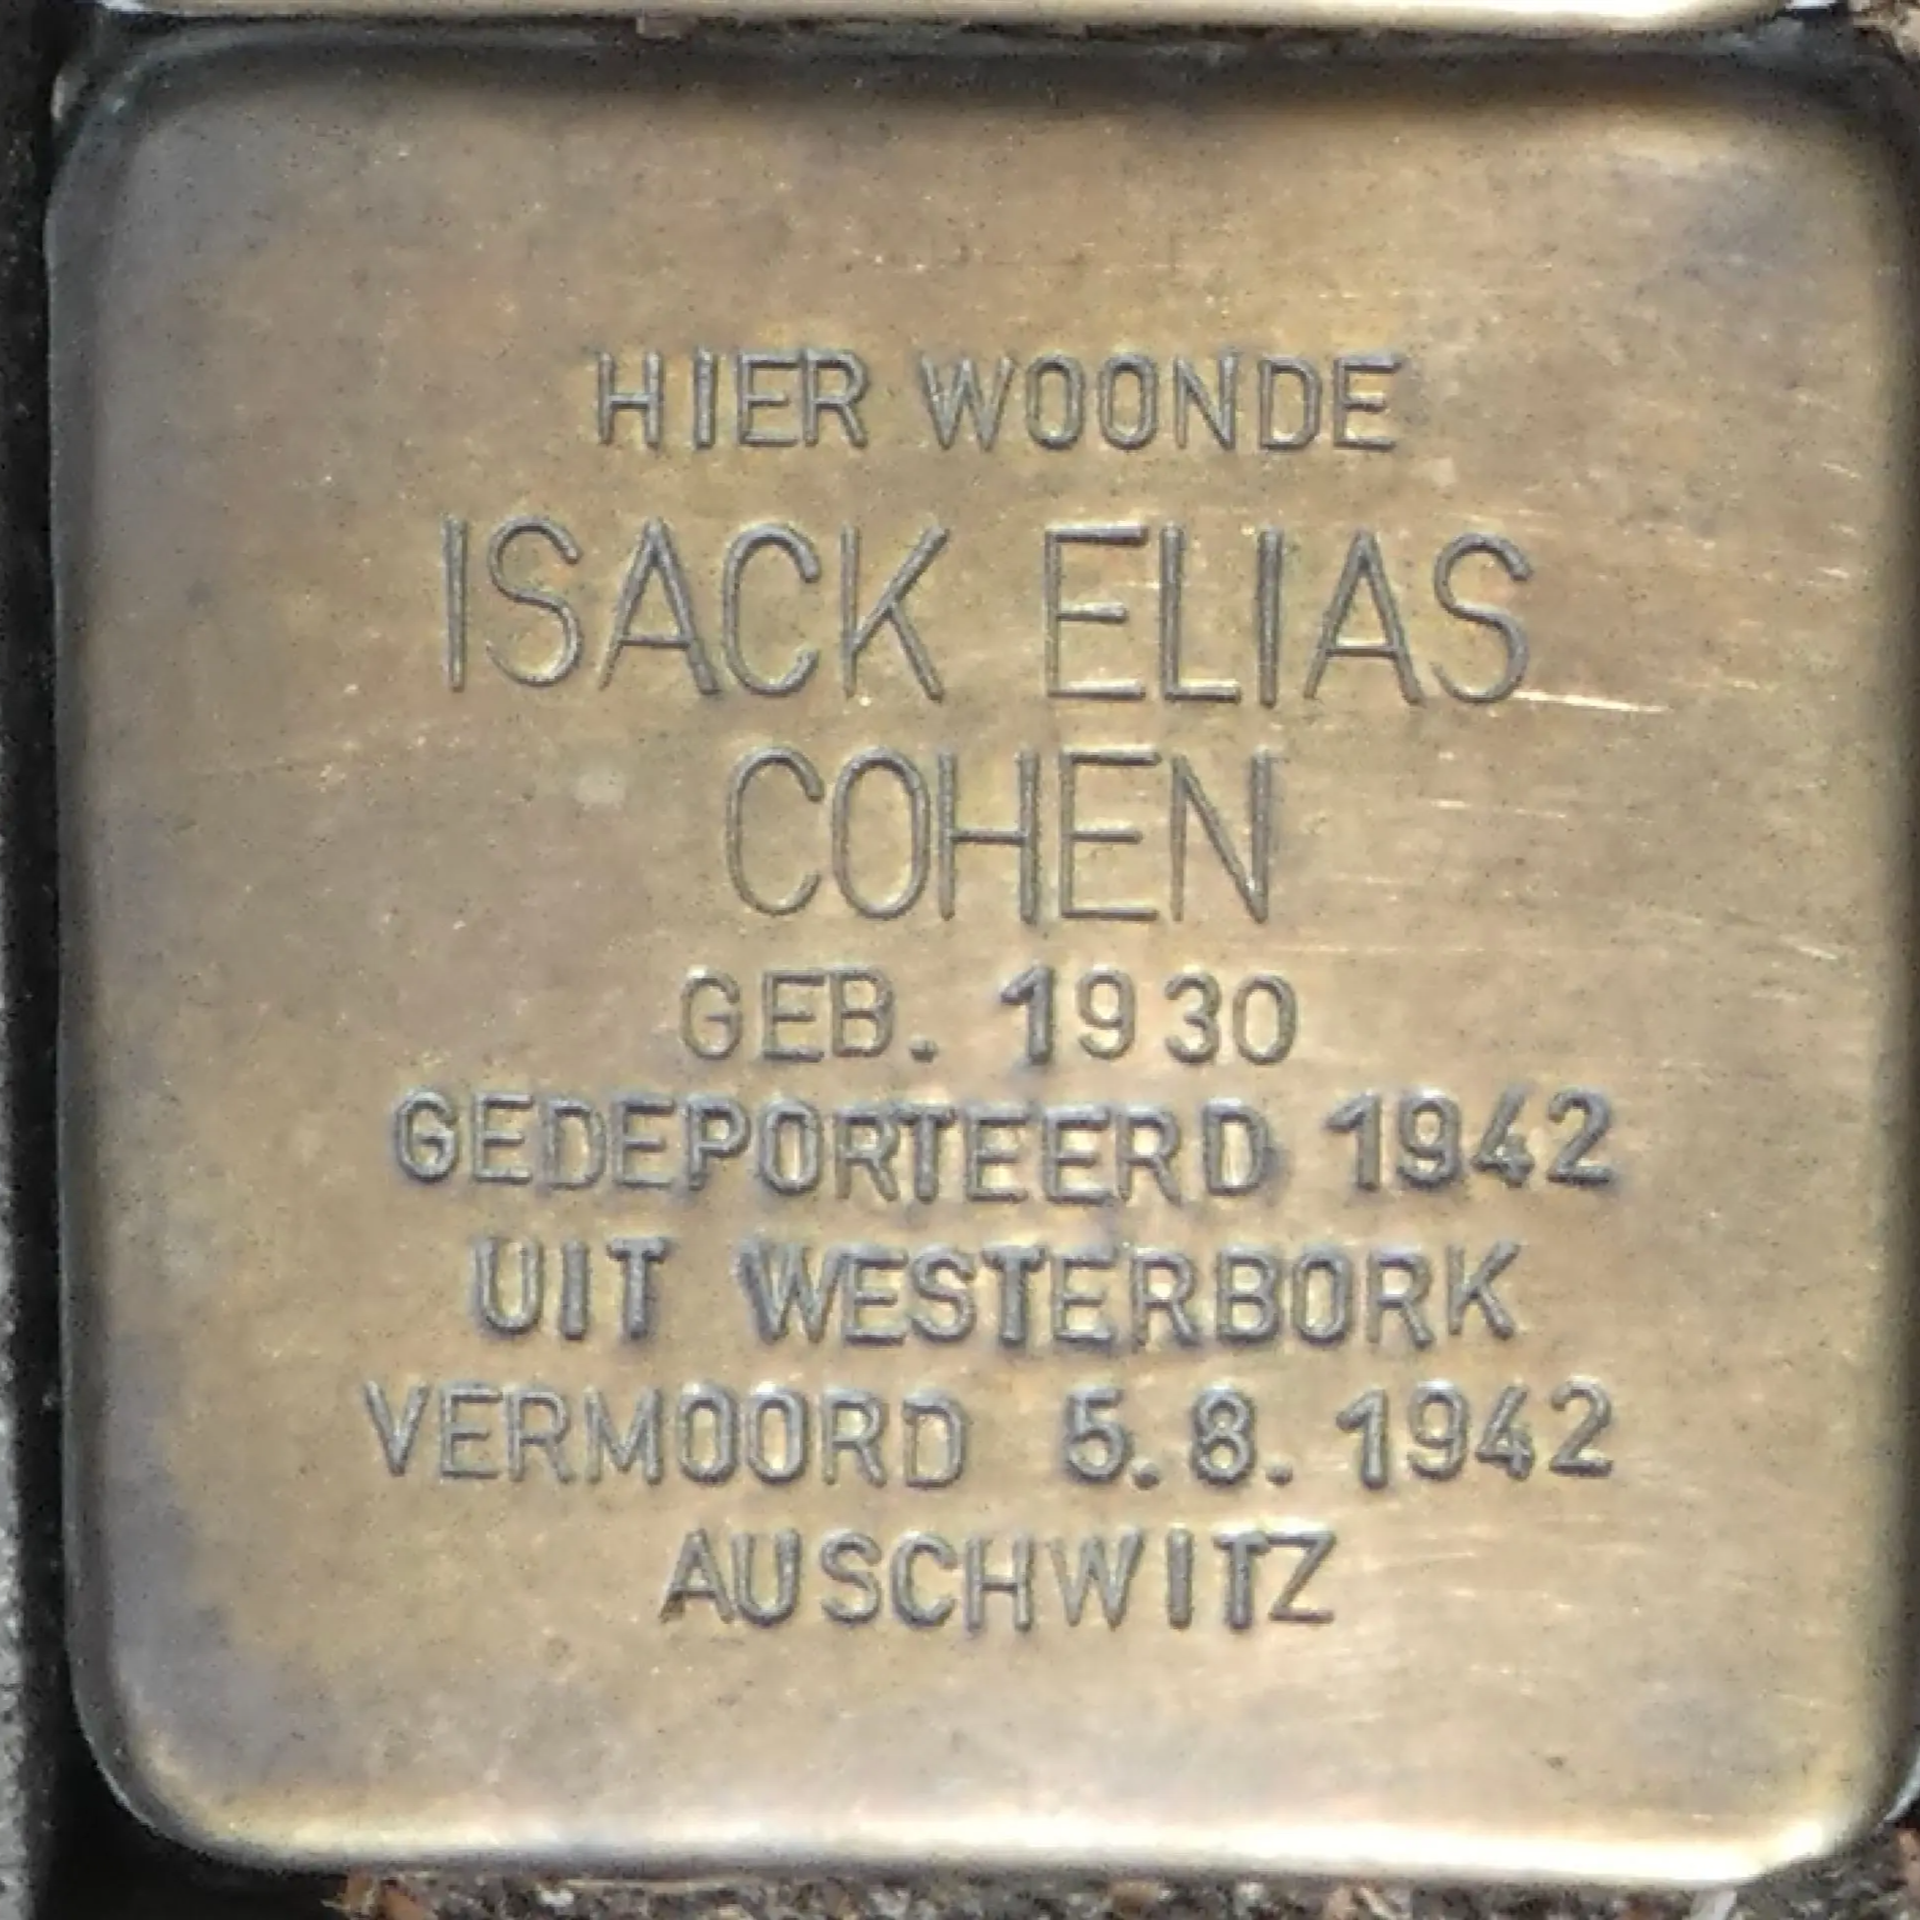 HIER WOONDE
ISACK ELIAS
COHEN
GEB. 1930
GEDEPORTEERD 1942
UIT WESTERBORK
VERMOORD 5.8.1942
AUSCHWITZ